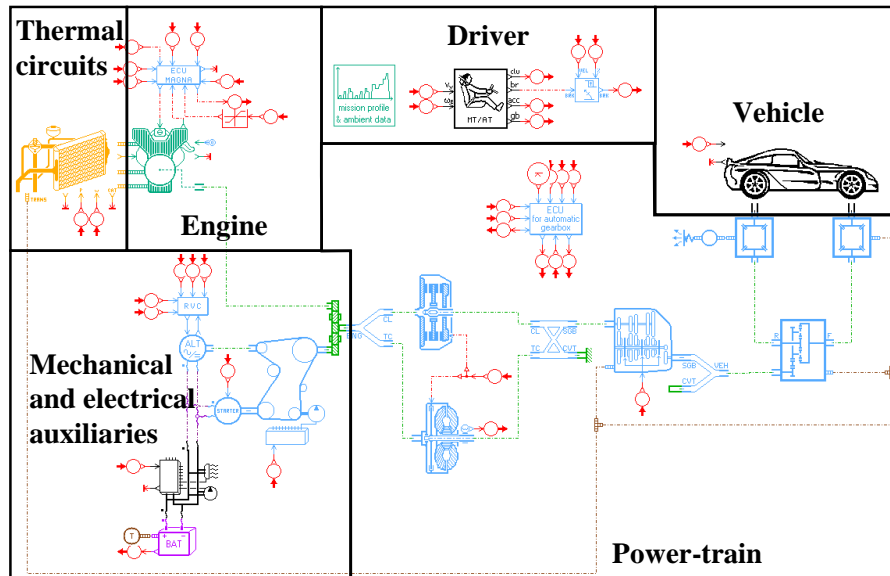 Thermal
circuits
ECU
MAGNA
TRANS
Engine
Driver
mission profile
& ambient data
MT/AT
clu
br
acc
gb
Vehicle
ECU
for automatic
gearbox
RVC
ALT
STARTER
Mechanical
and electrical
auxiliaries
T
+ -
BAT
ENG
CL
TC
CL
SGB
TC
CVT
SGB
VEH
CVT
R
F
Power-train